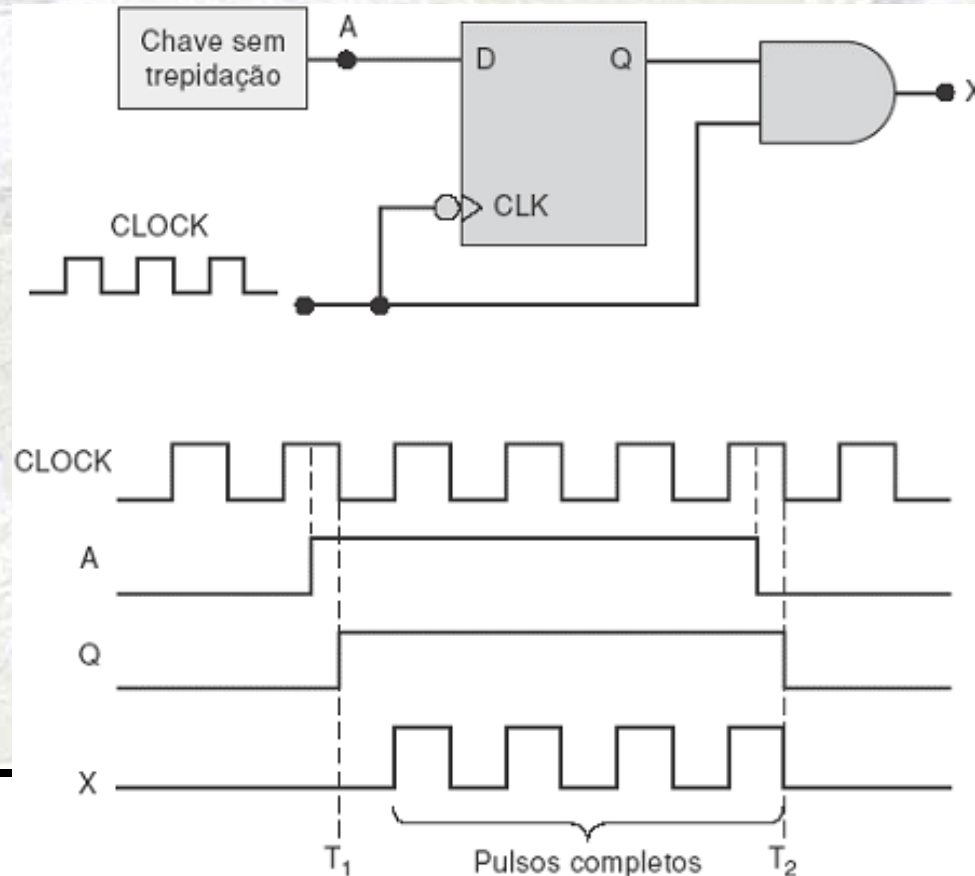 Chave sem
trepidação
A
D
Q
X
CLK
CLOCK
CLOCK
A
Q
X
T₁
Pulsos completos
T₂